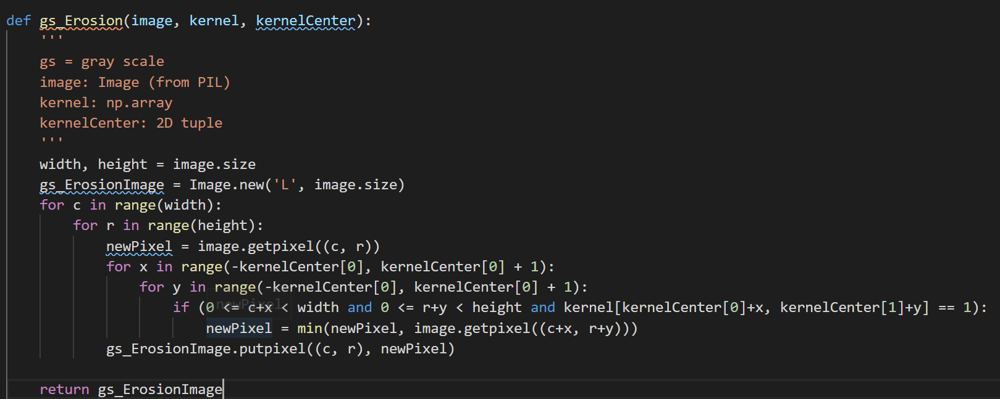 def gs_Erosion(image, kernel, kernelCenter):
    '''
    gs = gray scale
    image: Image (from PIL)
    kernel: np.array
    kernelCenter: 2D tuple
    '''
    width, height = image.size
    gs_ErosionImage = Image.new('L', image.size)
    for c in range(width):
        for r in range(height):
            newPixel = image.getpixel((c, r))
            for x in range(-kernelCenter[0], kernelCenter[0] + 1):
                for y in range(-kernelCenter[0], kernelCenter[0] + 1):
                    if (0 <= c+x < width and 0 <= r+y < height and kernel[kernelCenter[0]+x, kernelCenter[1]+y] == 1):
                        newPixel = min(newPixel, image.getpixel((c+x, r+y)))
            gs_ErosionImage.putpixel((c, r), newPixel)

    return gs_ErosionImage